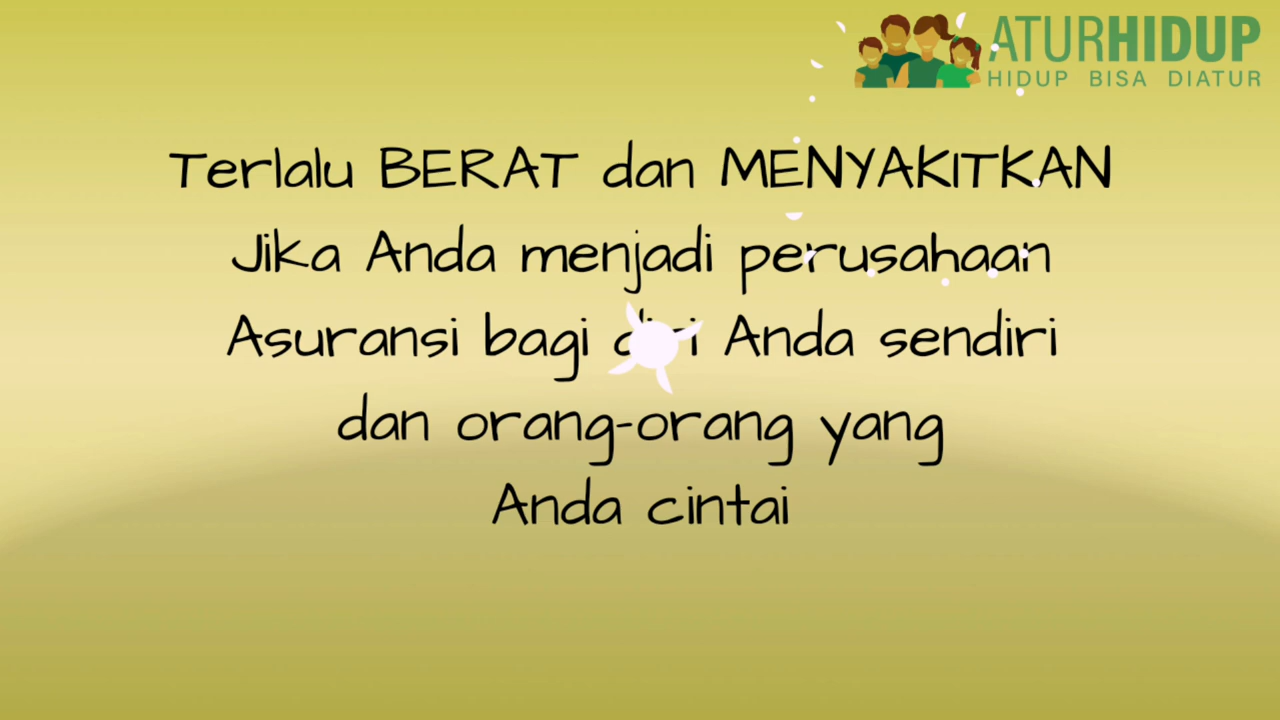 ATURHIDUP
HIDUP BISA DIATUR
Terlalu BERAT dan MENYAKITKAN
Jika Anda menjadi perusahaan
Asuransi bagi Anda sendiri
dan orang-orang yang
Anda cintai